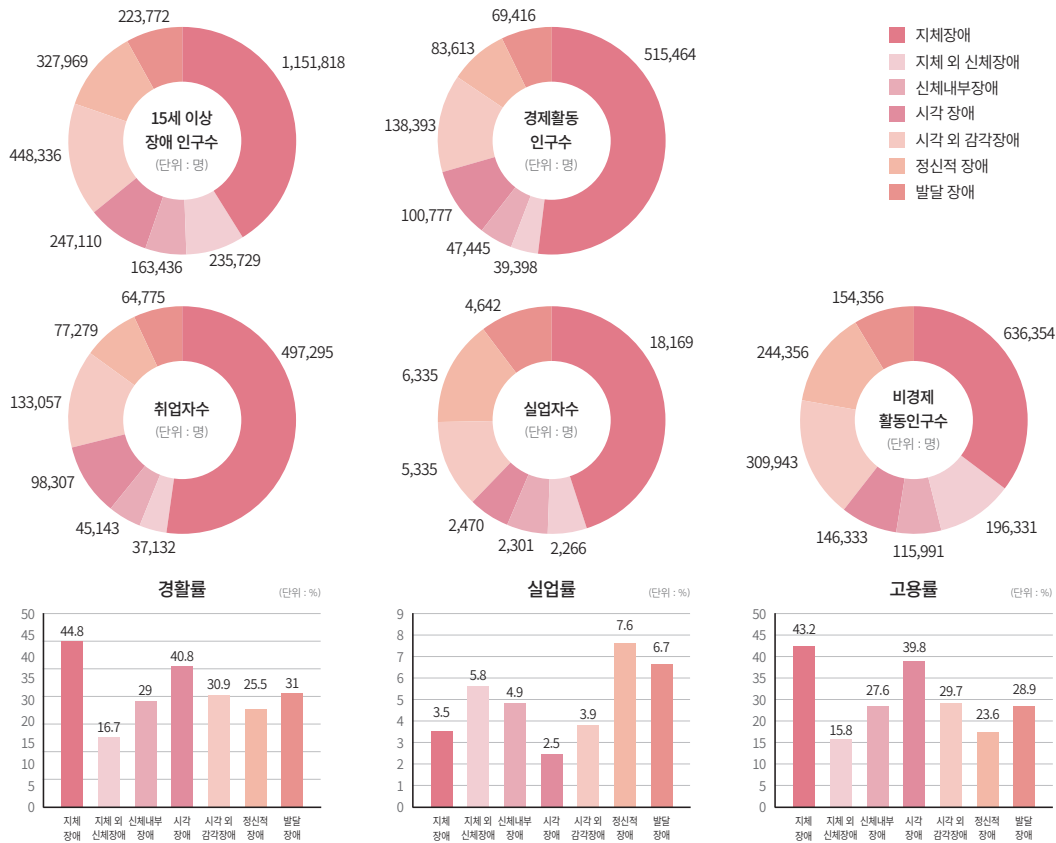 지체장애
지체 외 신체장애
신체내부장애
시각 장애
시각 외 감각장애
정신적 장애
발달 장애
15세 이상
장애 인구수
(단위 : 명)
1,151,818
235,729
163,436
247,110
448,336
327,969
223,772
경제활동
인구수
(단위 : 명)
515,464
39,398
47,445
100,777
138,393
83,613
69,416
취업자수
(단위 : 명)
497,295
37,132
45,143
98,307
133,057
77,279
64,775
실업자수
(단위 : 명)
18,169
2,266
2,301
2,470
5,335
6,335
4,642
비경제
활동인구수
(단위 : 명)
636,354
196,331
115,991
146,333
309,943
244,356
154,356
경활률
(단위 : %)
50
45
40
35
30
20
15
10
5
0
44.8
16.7
29
40.8
30.9
25.5
31
지체
장애
지체 외
신체장애
신체내부
장애
시각
장애
시각 외
감각장애
정신적
장애
발달
장애
실업률
(단위 : %)
9
8
7
6
5
4
3
2
1
0
3.5
5.8
4.9
2.5
3.9
7.6
6.7
지체
장애
지체 외
신체장애
신체내부
장애
시각
장애
시각 외
감각장애
정신적
장애
발달
장애
고용률
(단위 : %)
50
45
40
35
30
20
15
10
5
0
43.2
15.8
27.6
39.8
29.7
23.6
28.9
지체
장애
지체 외
신체장애
신체내부
장애
시각
장애
시각 외
감각장애
정신적
장애
발달
장애